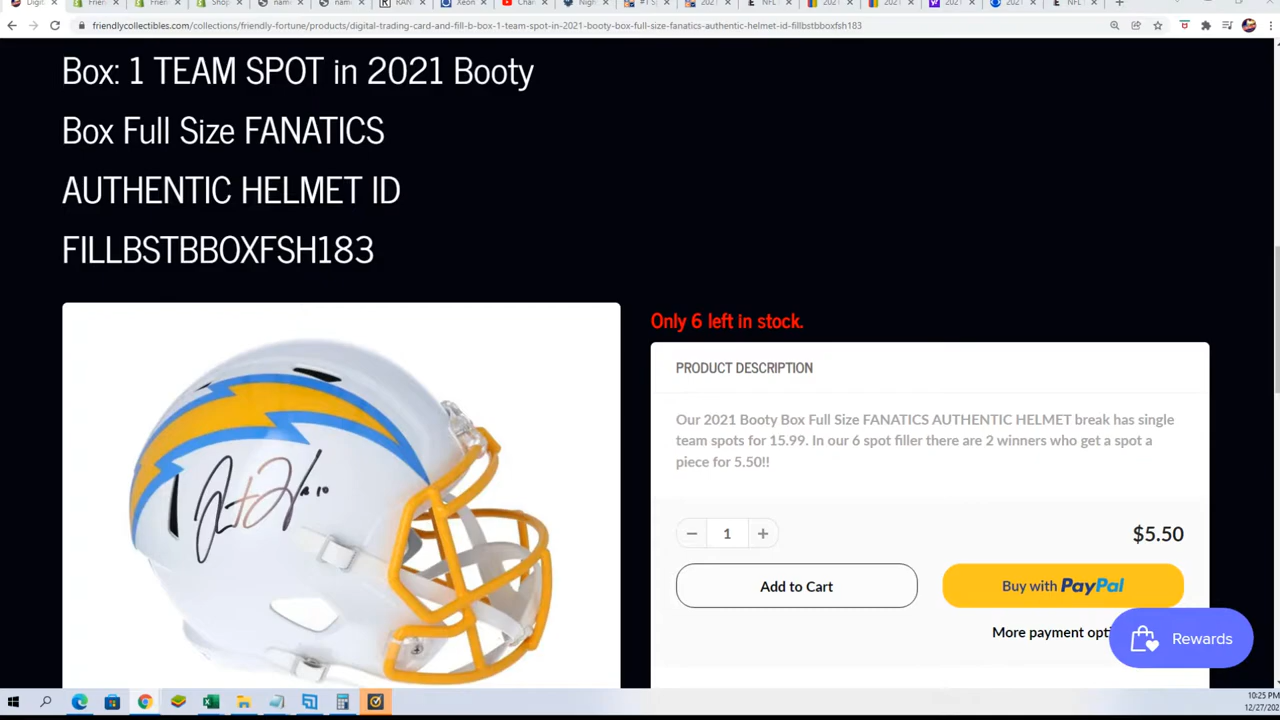 friendlycollectibles.com/collections/friendly-fortune/products/digital-trading-card-and-fill-b-box-1-team-spot-in-2021-booty-box-full-size-fanatics-authentic-helmet-id-fillbstbboxfsh183
Box: 1 TEAM SPOT in 2021 Booty
Box Full Size FANATICS
AUTHENTIC HELMET ID
FILLBSTBBOXFSH183
Only 6 left in stock.
PRODUCT DESCRIPTION
Our 2021 Booty Box Full Size FANATICS AUTHENTIC HELMET break has single
team spots for 15.99. In our 6 spot filler there are 2 winners who get a spot a
piece for 5.50!!
− 1 +
$5.50
Add to Cart
Buy with PayPal
More payment opti
Rewards
10:25 PM
12/27/202